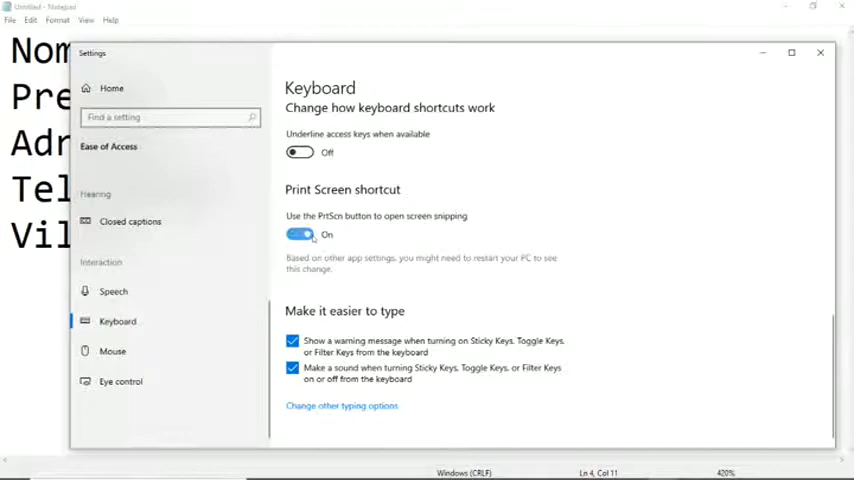 Untitled - Notepad
File Edit Format View Help
Nom
Pre
Adr
Tel
Vil
Settings
Home
Find a setting
Ease of Access
Hearing
Closed captions
Interaction
Speech
Keyboard
Mouse
Eye control
Keyboard
Change how keyboard shortcuts work
Underline access keys when available
Off
Print Screen shortcut
Use the PrtScn button to open screen snipping
On
Based on other app settings, you might need to restart your PC to see
this change.
Make it easier to type
Show a warning message when turning on Sticky Keys, Toggle Keys,
or Filter Keys from the keyboard
Make a sound when turning Sticky Keys, Toggle Keys, or Filter Keys
on or off from the keyboard
Change other typing options
Windows (CRLF) Ln 4, Col 11 420%